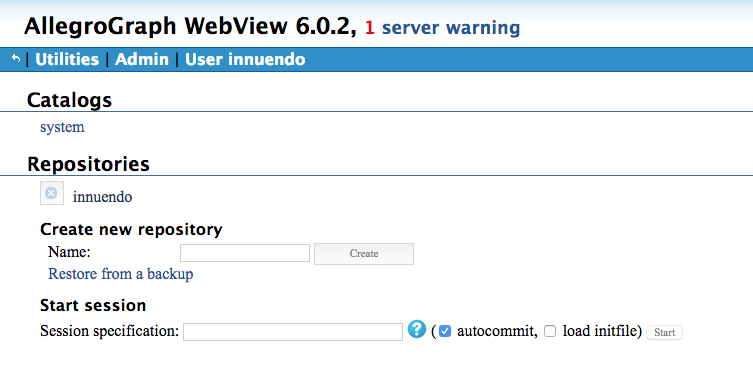 AllegroGraph WebView 6.0.2, 1 server warning
| Utilities | Admin | User innuendo
Catalogs
system
Repositories
innuendo
Create new repository
Name: Create
Restore from a backup
Start session
Session specification: ? ( autocommit, load initfile) Start